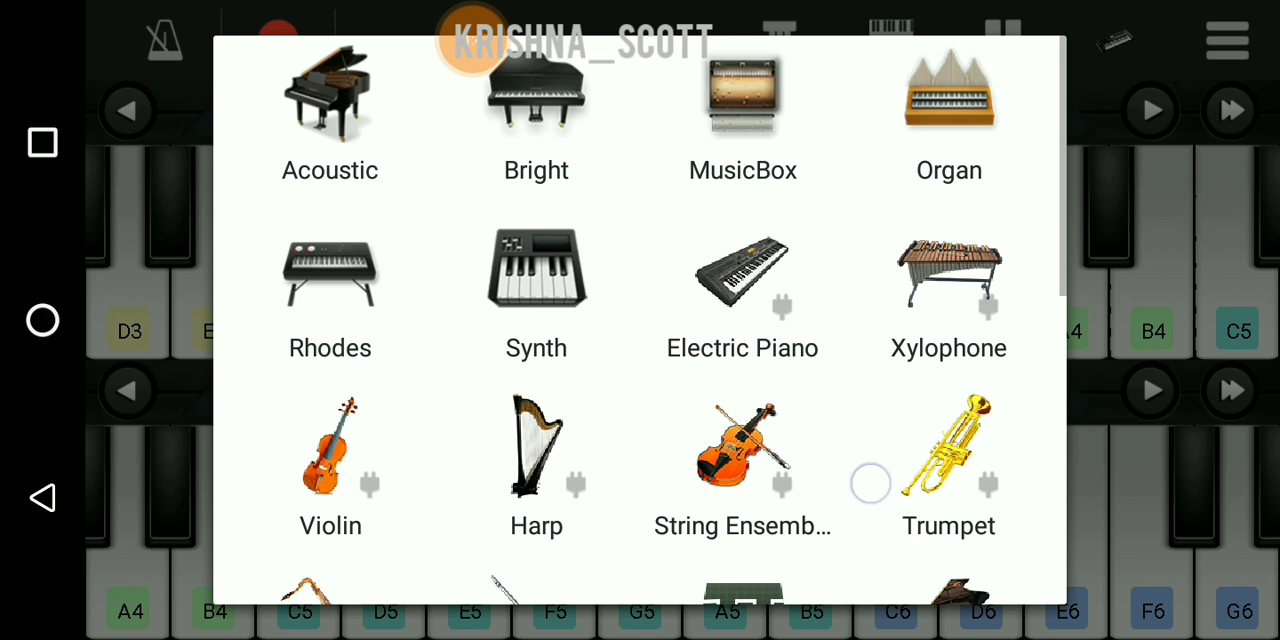 KRISHNA_SCOTT
Acoustic
Bright
MusicBox
Organ
Rhodes
Synth
Electric Piano
Xylophone
Violin
Harp
String Ensemb...
Trumpet
D3
E
A4
B4
C5
A4
B4
C5
D5
E5
F5
G5
A5
B5
C6
D6
E6
F6
G6